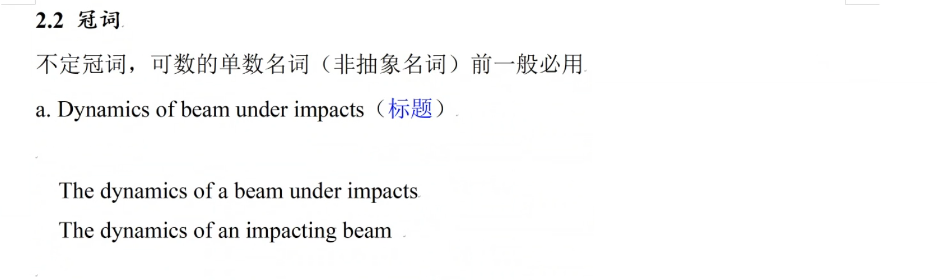 2.2 冠词
不定冠词，可数的单数名词（非抽象名词）前一般必用
a. Dynamics of beam under impacts（标题）
The dynamics of a beam under impacts
The dynamics of an impacting beam